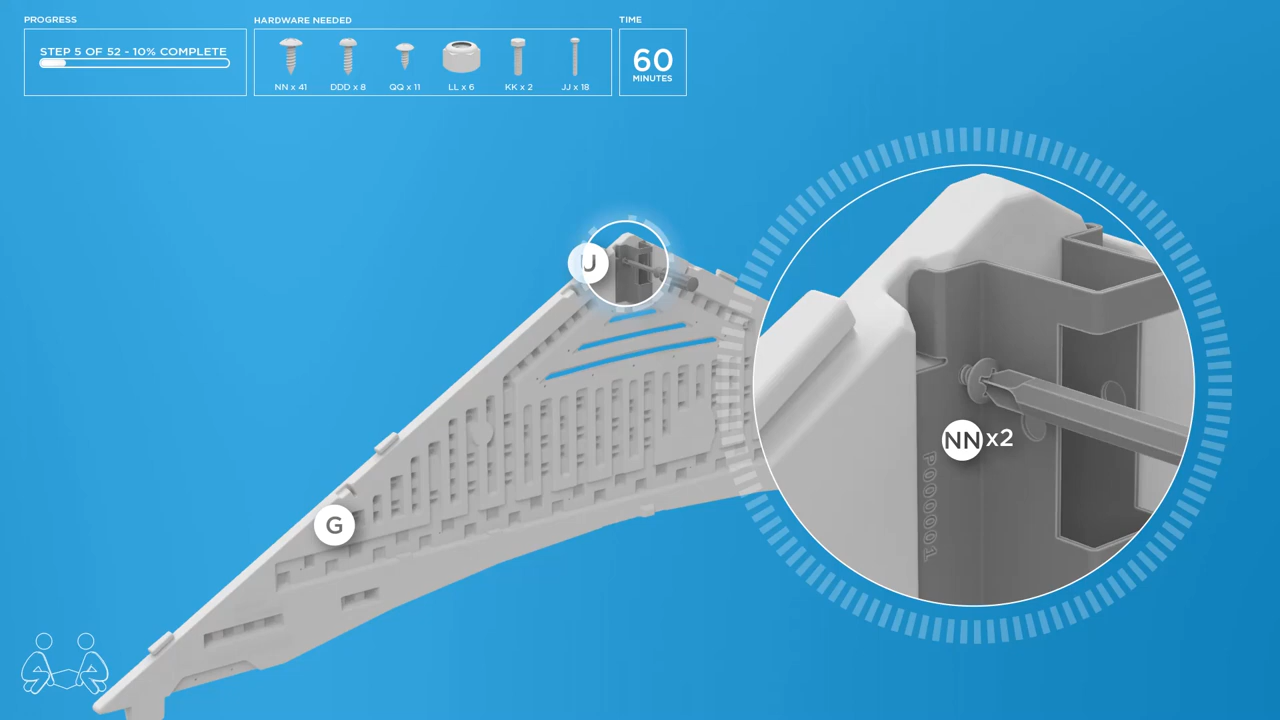 PROGRESS
STEP 5 OF 52 - 10% COMPLETE
HARDWARE NEEDED
NN x 41
DDD x 8
QQ x 11
LL x 6
KK x 2
JJ x 18
TIME
60
MINUTES
U
G
NN x2
P000001